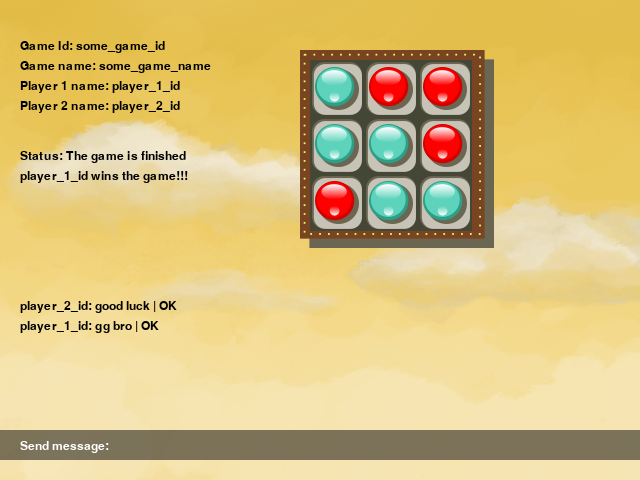 Game Id: some_game_id
Game name: some_game_name
Player 1 name: player_1_id
Player 2 name: player_2_id
Status: The game is finished
player_1_id wins the game!!!
player_2_id: good luck | OK
player_1_id: gg bro | OK
Send message: